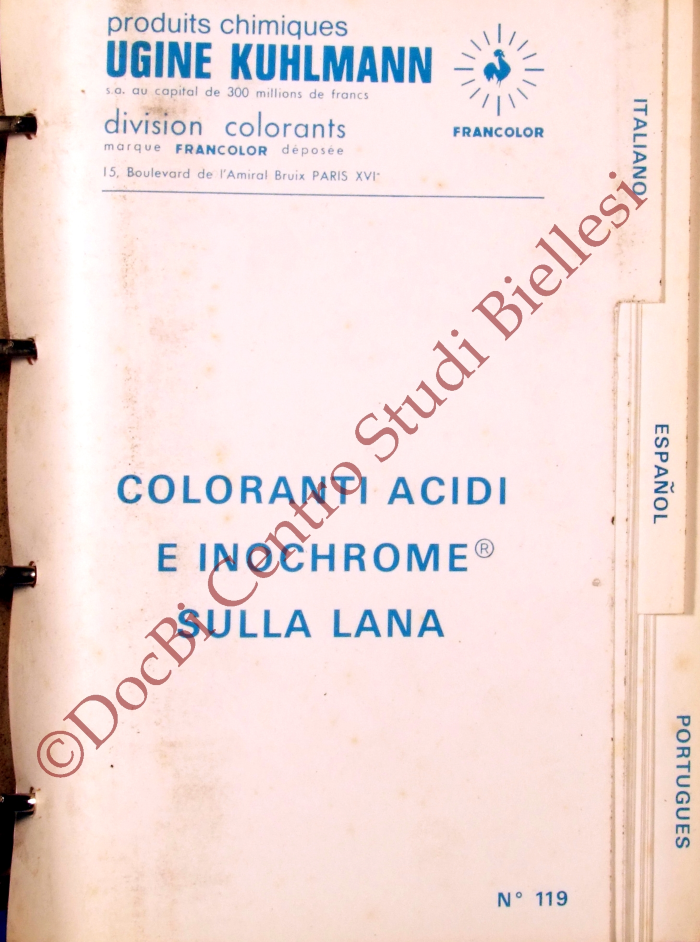 produits chimiques
UGINE KUHLMANN
s.a. au capital de 300 millions de francs
division colorants
marque FRANCOLOR déposée
15, Boulevard de l'Amiral Bruix PARIS XVIe
FRANCOLOR
ITALIANO
ESPAÑOL
PORTUGUES
COLORANTI ACIDI
E INOCHROME®
SULLA LANA
N° 119
©DocBi Centro Studi Biellesi